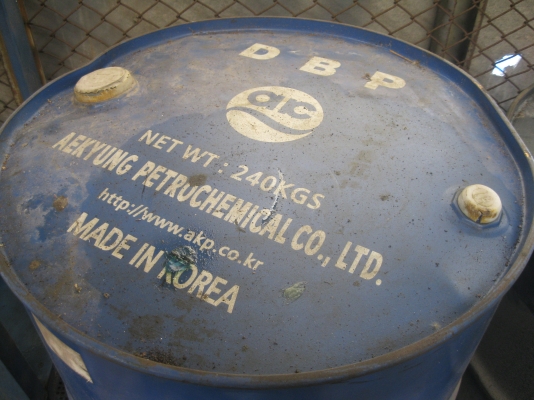 DBP
NET WT : 240KGS
AEKYUNG PETROCHEMICAL CO., LTD.
http://www.akp.co.kr
MADE IN KOREA